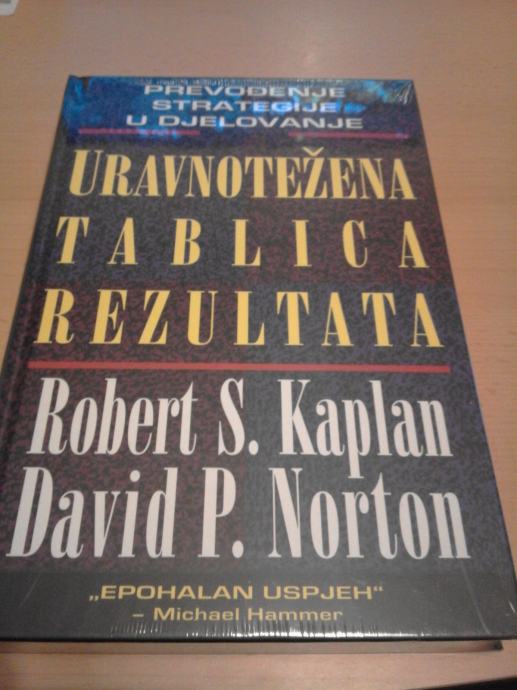 PREVOĐENJE
STRATEGIJE
U DJELOVANJE
URAVNOTEŽENA
TABLICA
REZULTATA
Robert S. Kaplan
David P. Norton
„EPOHALAN USPJEH“
– Michael Hammer